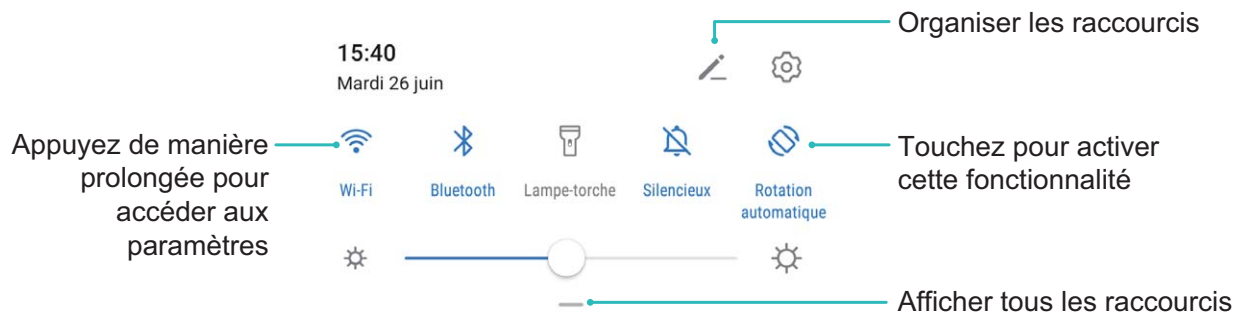 Organiser les raccourcis
15:40
Mardi 26 juin
Appuyez de manière
prolongée pour
accéder aux
paramètres
Wi-Fi
Bluetooth
Lampe-torche
Silencieux
Rotation
automatique
Touchez pour activer
cette fonctionnalité
Afficher tous les raccourcis